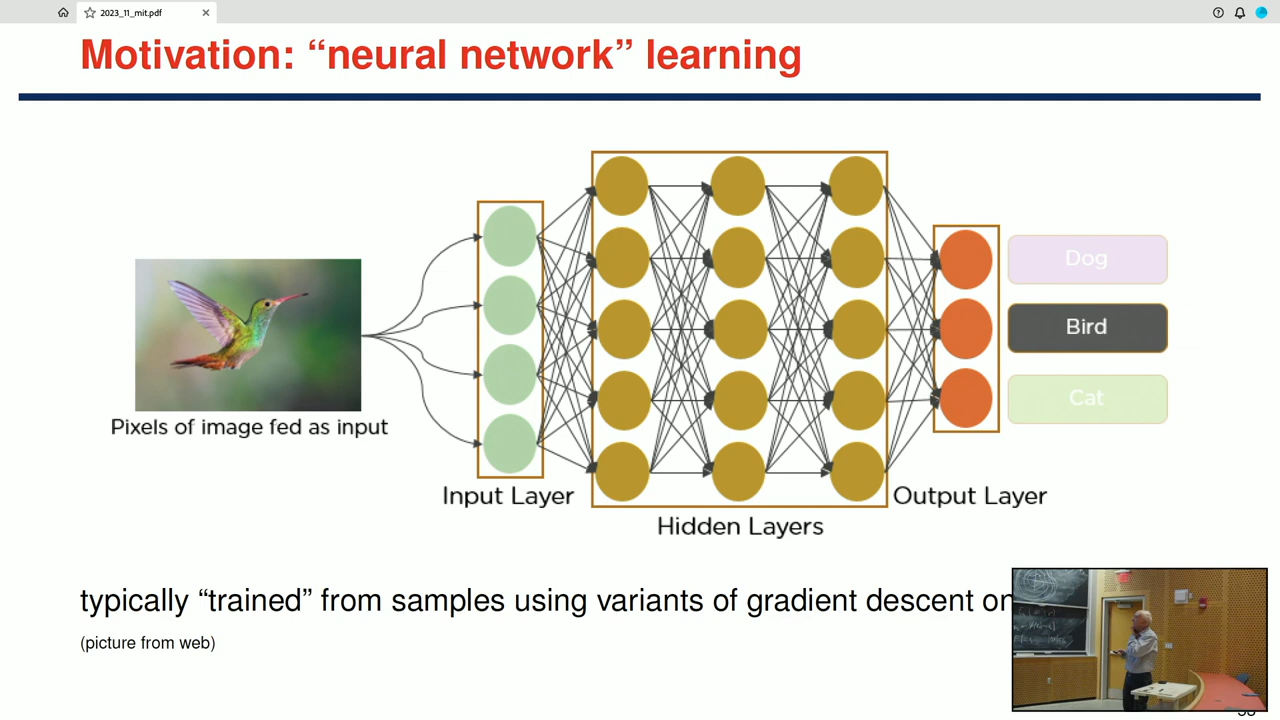 2023_11_mit.pdf
Motivation: “neural network” learning
Dog
Bird
Cat
Pixels of image fed as input
Input Layer
Hidden Layers
Output Layer
typically “trained” from samples using variants of gradient descent on
(picture from web)